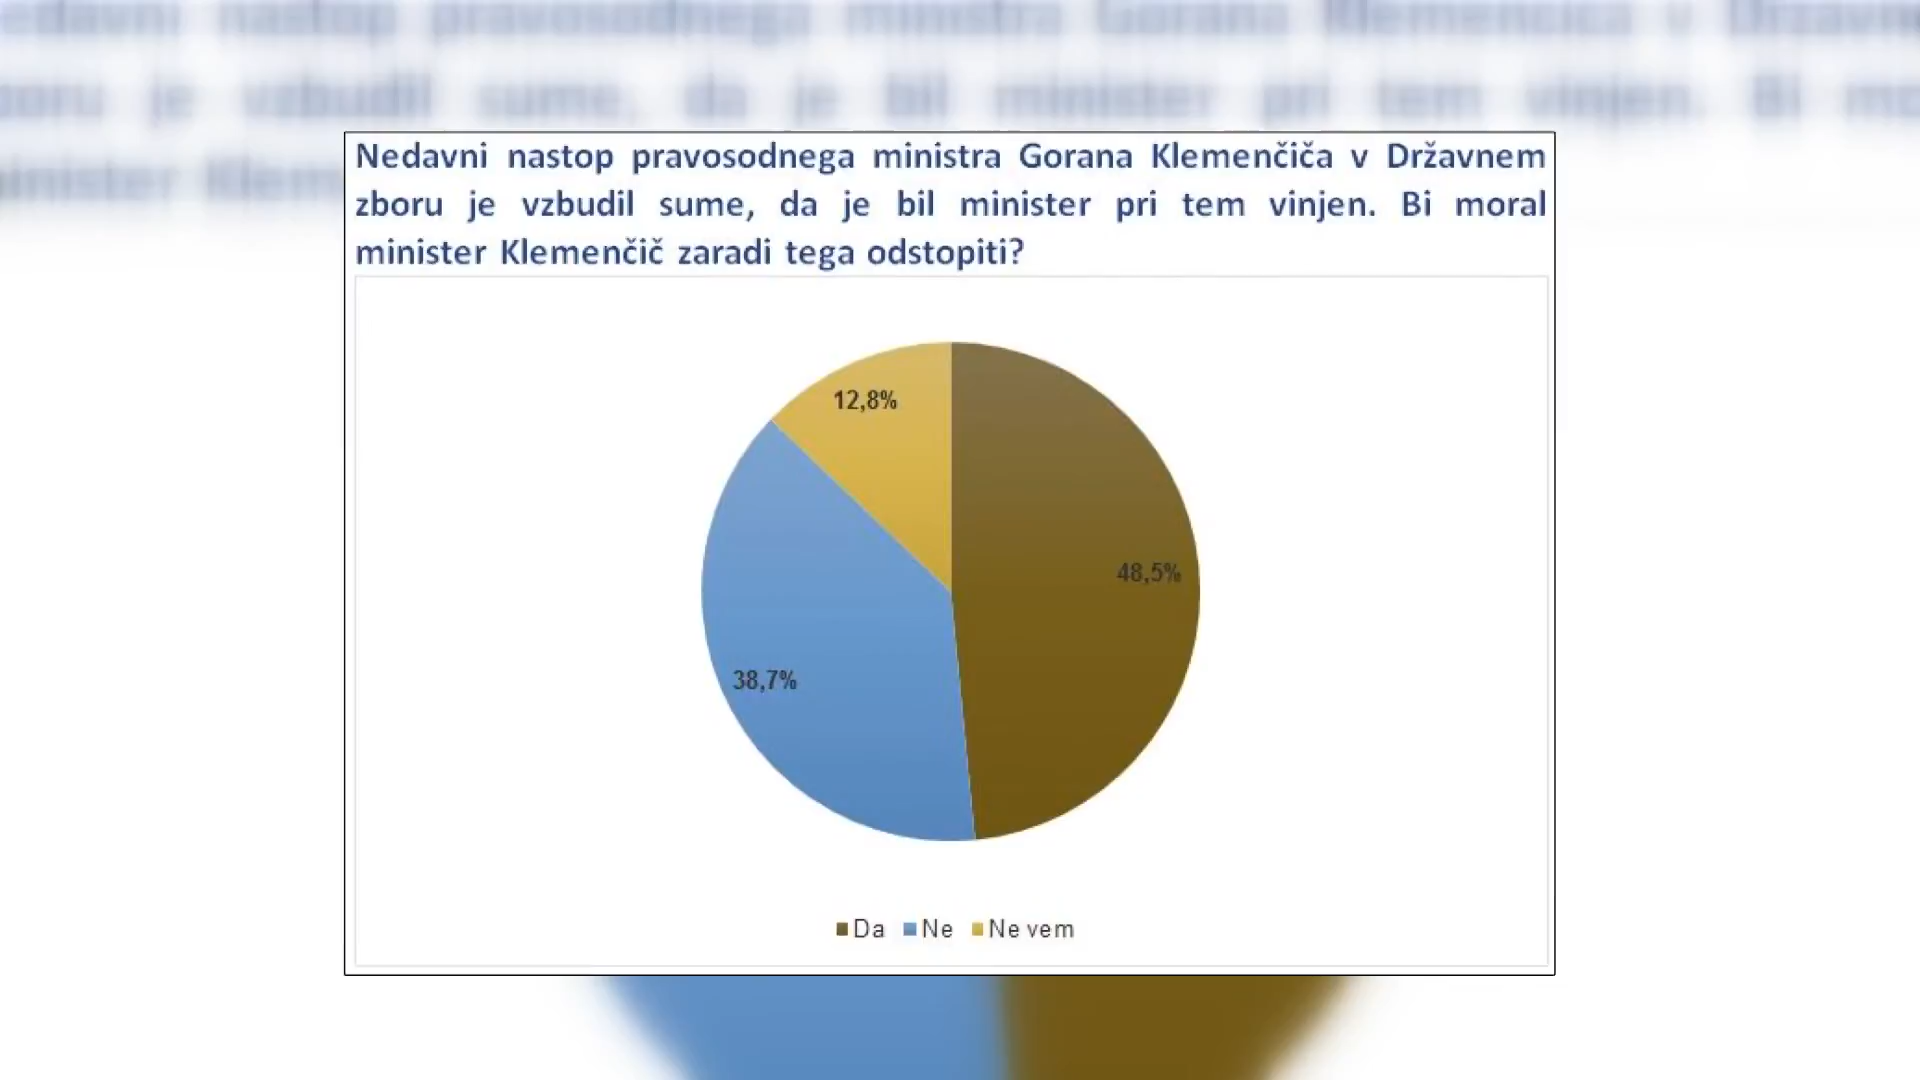 Nedavni nastop pravosodnega ministra Gorana Klemenčiča v Državnem
zboru je vzbudil sume, da je bil minister pri tem vinjen. Bi moral
minister Klemenčič zaradi tega odstopiti?
12,8%
48,5%
38,7%
Da Ne Ne vem